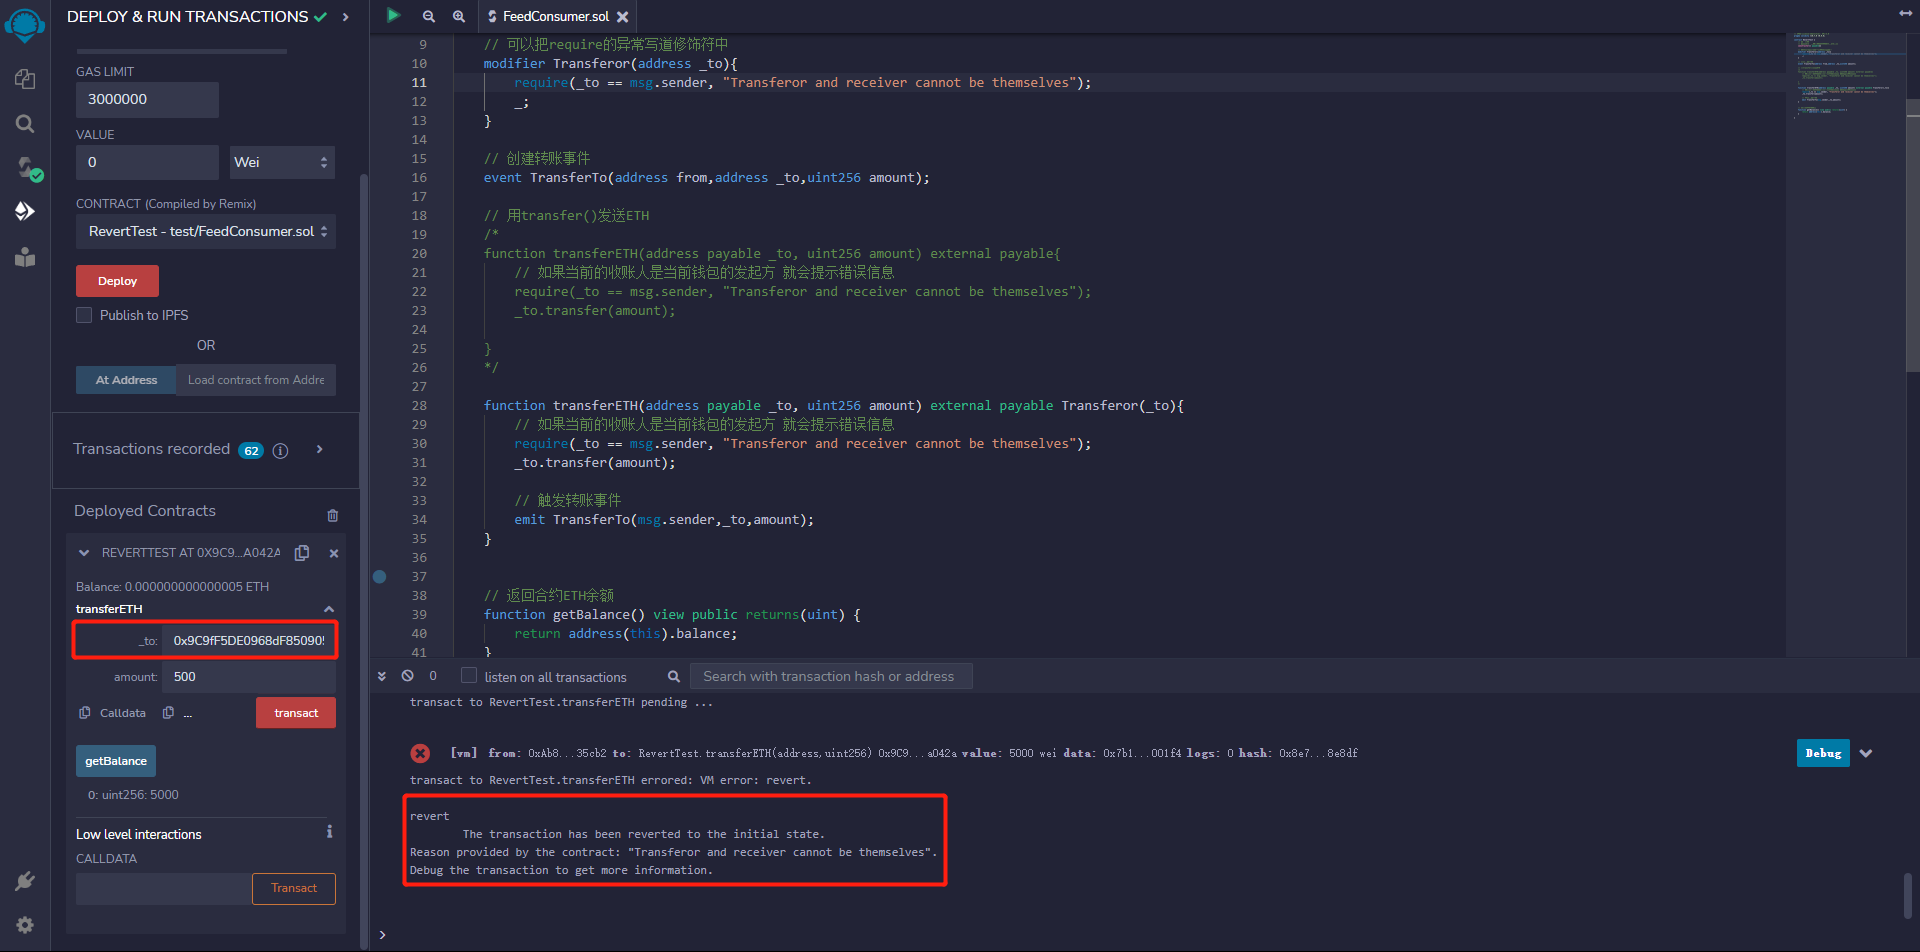 DEPLOY & RUN TRANSACTIONS
GAS LIMIT
3000000
VALUE
0
Wei
CONTRACT (Compiled by Remix)
RevertTest - test/FeedConsumer.sol
Deploy
Publish to IPFS
OR
At Address
Load contract from Addre
Transactions recorded 62
Deployed Contracts
REVERTTEST AT 0X9C9...A042A
Balance: 0.000000000000005 ETH
transferETH
_to: 0x9C9fF5DE0968dF85090
amount: 500
Calldata
...
transact
getBalance
0: uint256: 5000
Low level interactions
CALLDATA
Transact
FeedConsumer.sol
9 // 可以把require的异常写道修饰符中
10 modifier Transferor(address _to){
11 require(_to == msg.sender, "Transferor and receiver cannot be themselves");
12 _;
13 }
14
15 // 创建转账事件
16 event TransferTo(address from,address _to,uint256 amount);
17
18 // 用transfer()发送ETH
19 /*
20 function transferETH(address payable _to, uint256 amount) external payable{
21 // 如果当前的收账人是当前钱包的发起方 就会提示错误信息
22 require(_to == msg.sender, "Transferor and receiver cannot be themselves");
23 _to.transfer(amount);
24
25 }
26 */
27
28 function transferETH(address payable _to, uint256 amount) external payable Transferor(_to){
29 // 如果当前的收账人是当前钱包的发起方 就会提示错误信息
30 require(_to == msg.sender, "Transferor and receiver cannot be themselves");
31 _to.transfer(amount);
32
33 // 触发转账事件
34 emit TransferTo(msg.sender,_to,amount);
35 }
36
37
38 // 返回合约ETH余额
39 function getBalance() view public returns(uint) {
40 return address(this).balance;
41 }
0
listen on all transactions
Search with transaction hash or address
transact to RevertTest.transferETH pending ...
[vm] from: 0xAb8...35cb2 to: RevertTest.transferETH(address,uint256) 0x9C9...a042a value: 5000 wei data: 0x7b1...001f4 logs: 0 hash: 0x8e7...8e8df
Debug
transact to RevertTest.transferETH errored: VM error: revert.
revert
The transaction has been reverted to the initial state.
Reason provided by the contract: "Transferor and receiver cannot be themselves".
Debug the transaction to get more information.
>